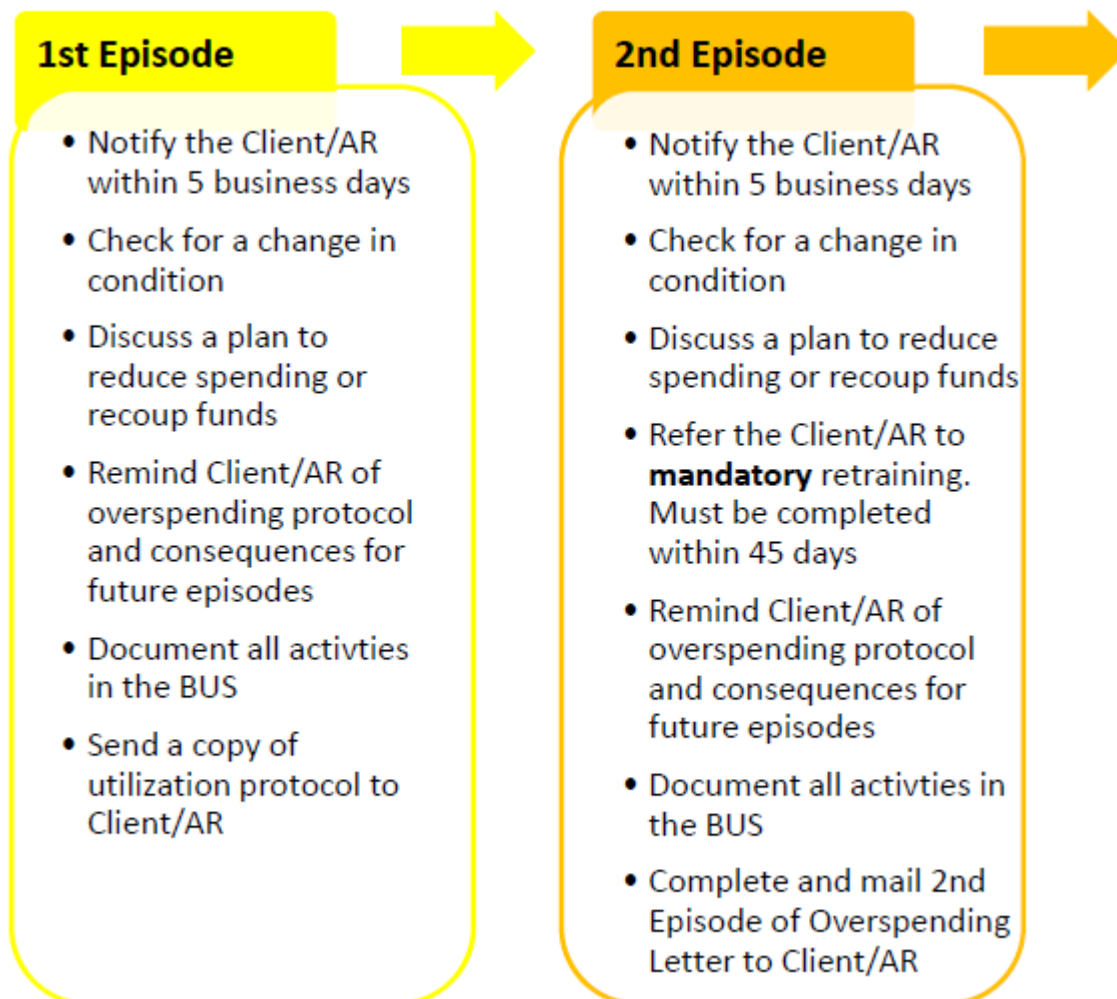 1st Episode
• Notify the Client/AR
within 5 business days
• Check for a change in
condition
• Discuss a plan to
reduce spending or
recoup funds
• Remind Client/AR of
overspending protocol
and consequences for
future episodes
• Document all activties
in the BUS
• Send a copy of
utilization protocol to
Client/AR
2nd Episode
• Notify the Client/AR
within 5 business days
• Check for a change in
condition
• Discuss a plan to reduce
spending or recoup funds
• Refer the Client/AR to
mandatory retraining.
Must be completed
within 45 days
• Remind Client/AR of
overspending protocol
and consequences for
future episodes
• Document all activties in
the BUS
• Complete and mail 2nd
Episode of Overspending
Letter to Client/AR